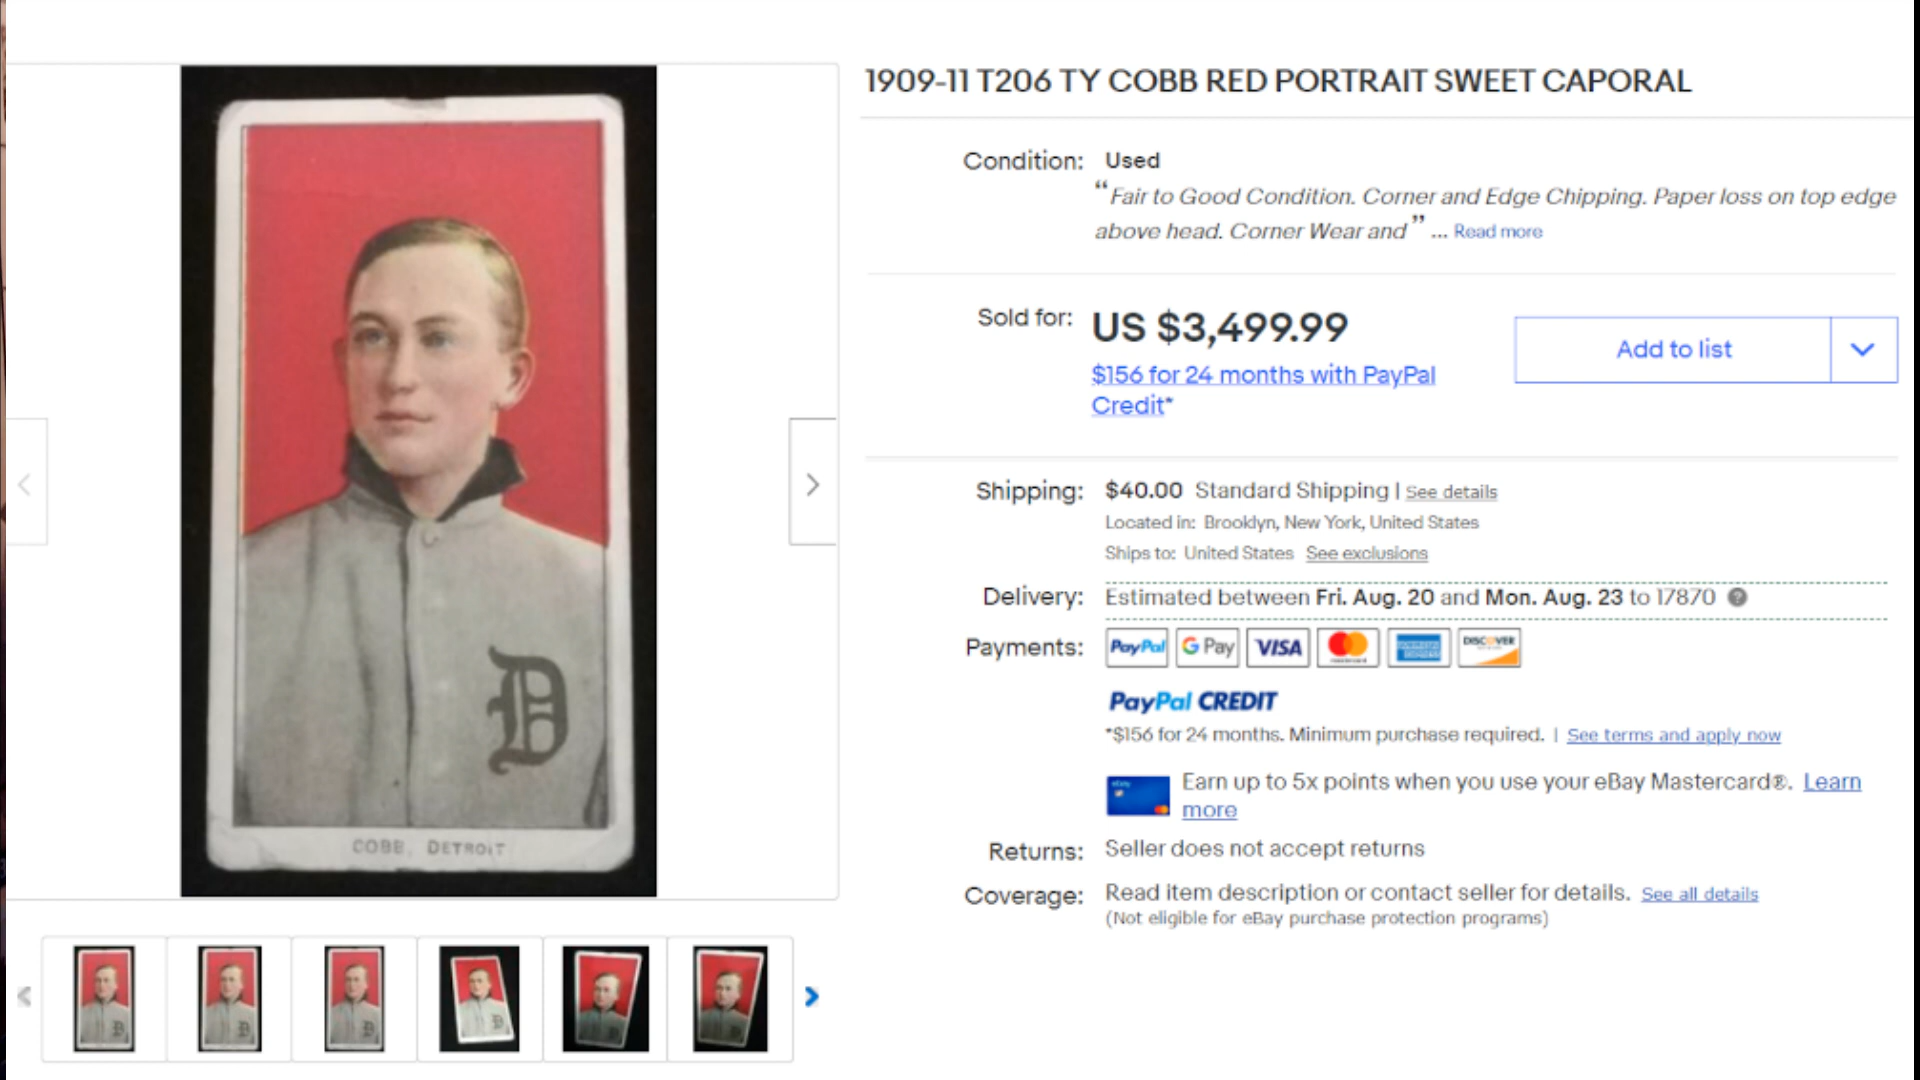 1909-11 T206 TY COBB RED PORTRAIT SWEET CAPORAL
Condition: Used
“Fair to Good Condition. Corner and Edge Chipping. Paper loss on top edge
above head. Corner Wear and” ... Read more
Sold for: US $3,499.99
$156 for 24 months with PayPal
Credit*
Add to list
Shipping: $40.00 Standard Shipping | See details
Located in: Brooklyn, New York, United States
Ships to: United States See exclusions
Delivery: Estimated between Fri. Aug. 20 and Mon. Aug. 23 to 17870 ?
Payments: PayPal G Pay VISA mastercard AMERICAN EXPRESS DISCOVER
PayPal CREDIT
*$156 for 24 months. Minimum purchase required. | See terms and apply now
ebay
Earn up to 5x points when you use your eBay Mastercard®. Learn
more
Returns: Seller does not accept returns
Coverage: Read item description or contact seller for details. See all details
(Not eligible for eBay purchase protection programs)
D
COBB, DETROIT